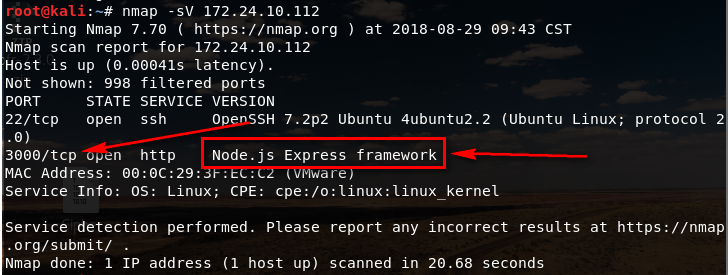 root@kali:~# nmap -sV 172.24.10.112
Starting Nmap 7.70 ( https://nmap.org ) at 2018-08-29 09:43 CST
Nmap scan report for 172.24.10.112
Host is up (0.00041s latency).
Not shown: 998 filtered ports
PORT     STATE SERVICE VERSION
22/tcp   open  ssh     OpenSSH 7.2p2 Ubuntu 4ubuntu2.2 (Ubuntu Linux; protocol 2
.0)
3000/tcp open  http    Node.js Express framework
MAC Address: 00:0C:29:3F:EC:C2 (VMware)
Service Info: OS: Linux; CPE: cpe:/o:linux:linux_kernel

Service detection performed. Please report any incorrect results at https://nmap
.org/submit/ .
Nmap done: 1 IP address (1 host up) scanned in 20.68 seconds